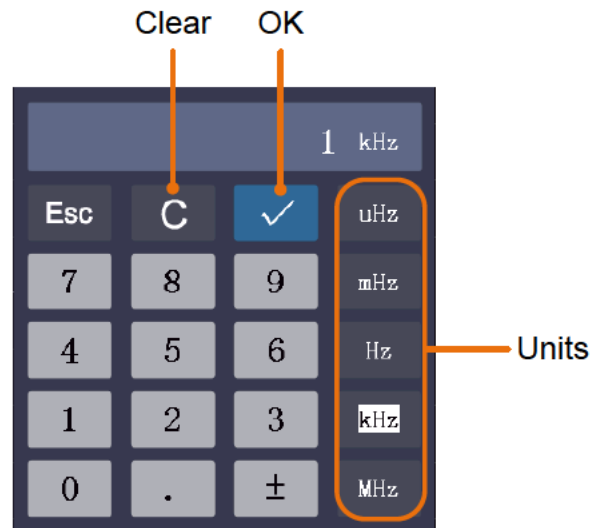 Clear OK
1 kHz
Esc C ✓ uHz
7 8 9 mHz
4 5 6 Hz
Units
1 2 3 kHz
0 . ± MHz